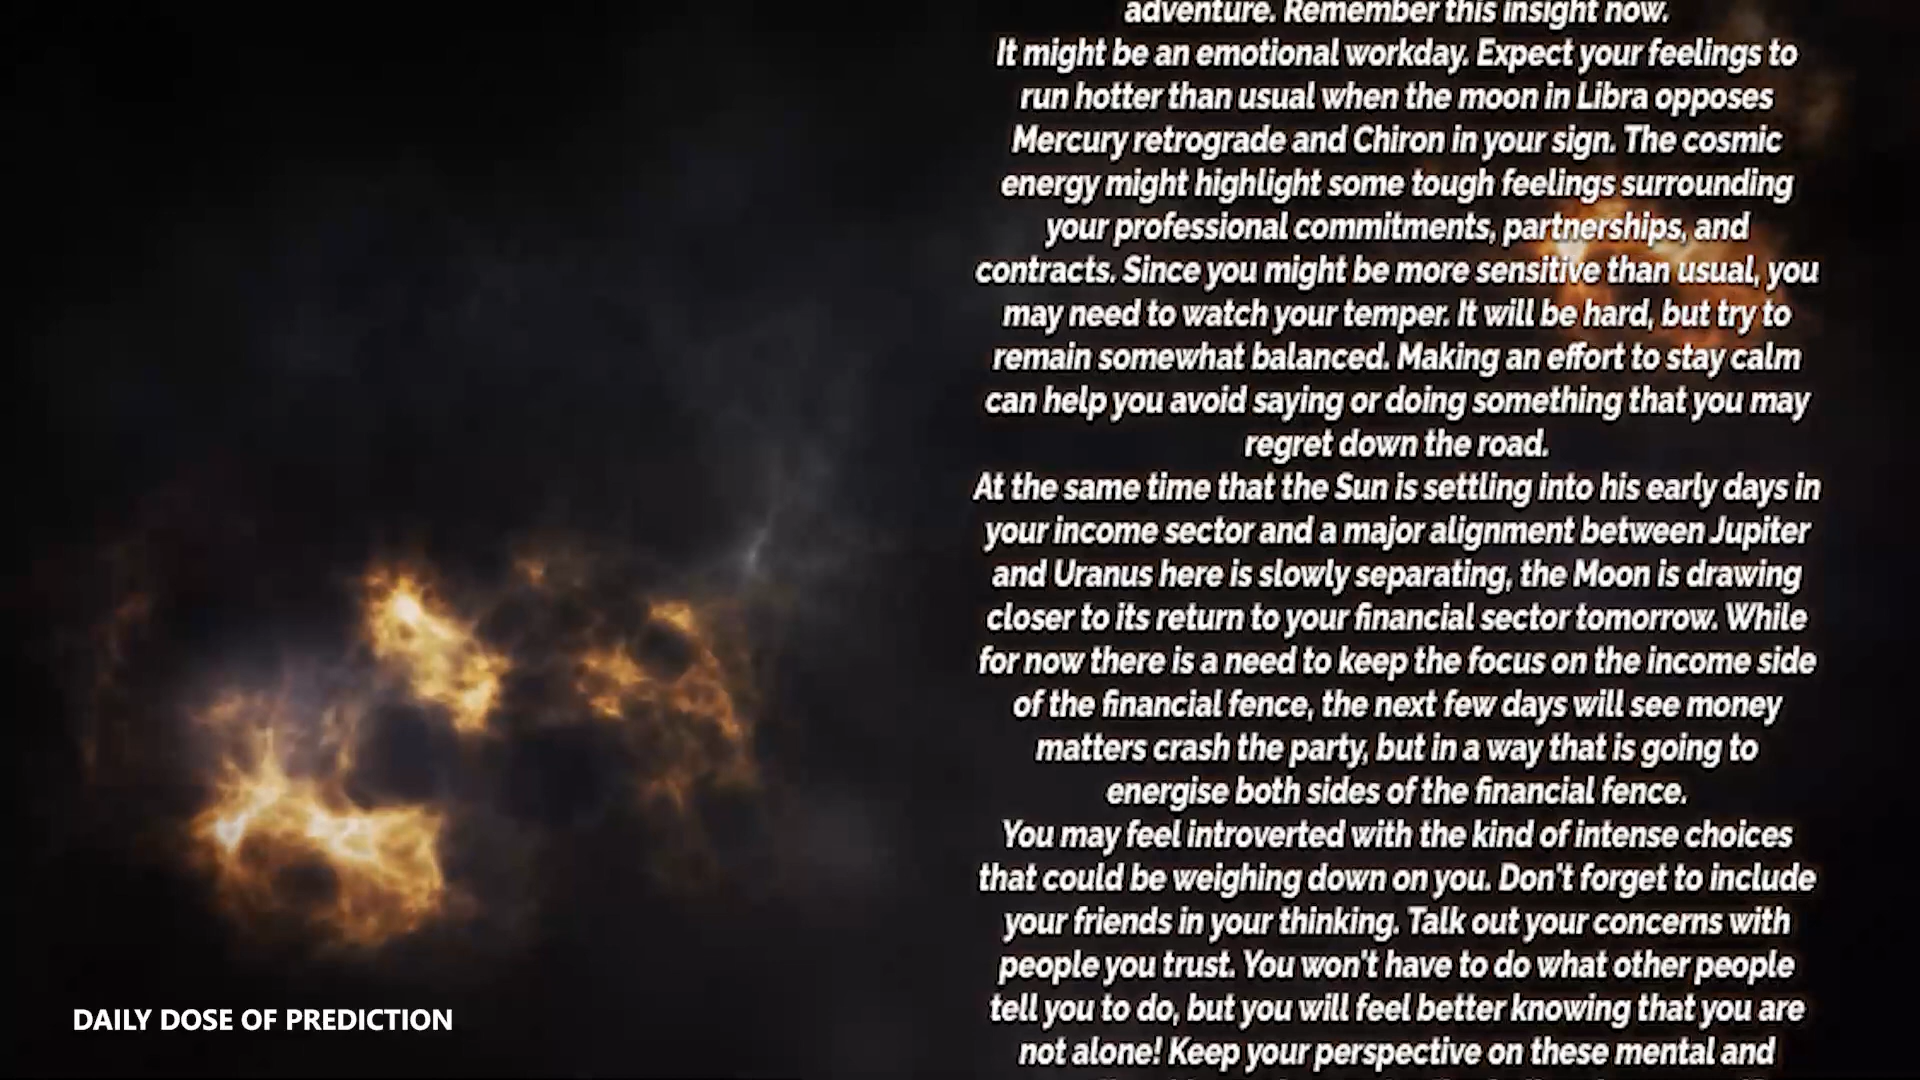 adventure. Remember this insight now.
It might be an emotional workday. Expect your feelings to
run hotter than usual when the moon in Libra opposes
Mercury retrograde and Chiron in your sign. The cosmic
energy might highlight some tough feelings surrounding
your professional commitments, partnerships, and
contracts. Since you might be more sensitive than usual, you
may need to watch your temper. It will be hard, but try to
remain somewhat balanced. Making an effort to stay calm
can help you avoid saying or doing something that you may
regret down the road.
At the same time that the Sun is settling into his early days in
your income sector and a major alignment between Jupiter
and Uranus here is slowly separating, the Moon is drawing
closer to its return to your financial sector tomorrow. While
for now there is a need to keep the focus on the income side
of the financial fence, the next few days will see money
matters crash the party, but in a way that is going to
energise both sides of the financial fence.
You may feel introverted with the kind of intense choices
that could be weighing down on you. Don't forget to include
your friends in your thinking. Talk out your concerns with
people you trust. You won't have to do what other people
tell you to do, but you will feel better knowing that you are
not alone! Keep your perspective on these mental and
DAILY DOSE OF PREDICTION